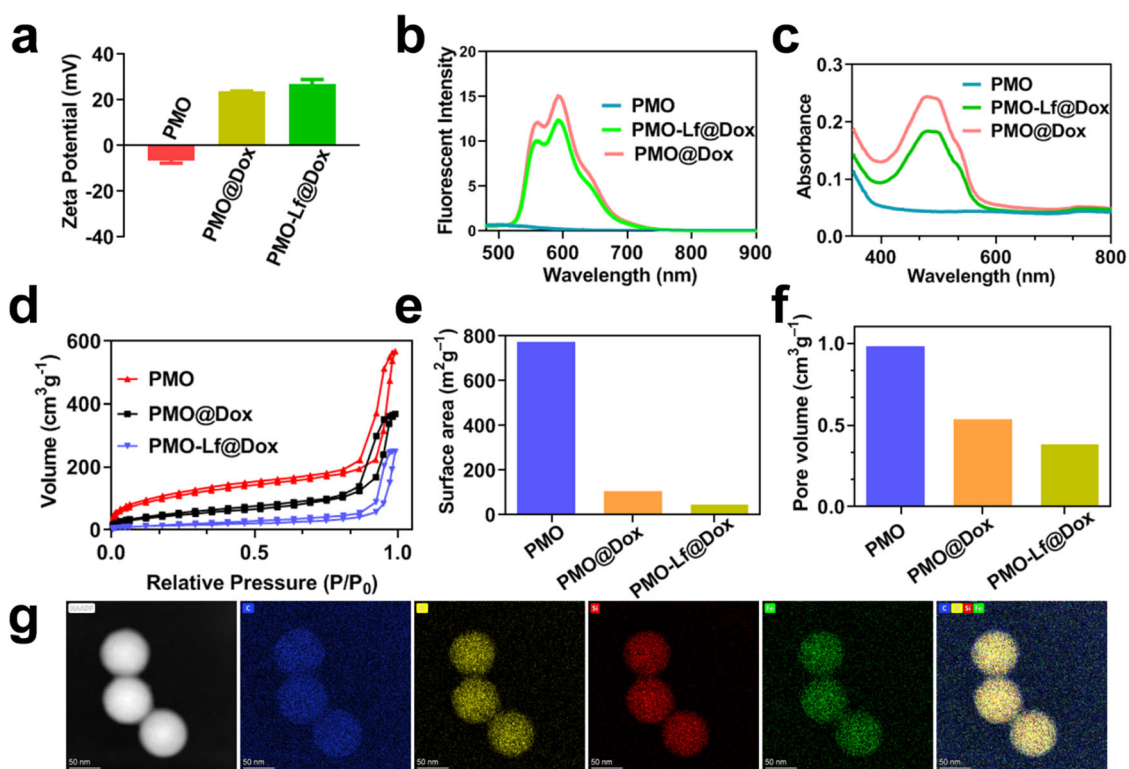 a
Zeta Potential (mV)
40
20
0
-20
-40
PMO
PMO@Dox
PMO-Lf@Dox
b
Fluorescent Intensity
20
15
10
5
0
PMO
PMO-Lf@Dox
PMO@Dox
500 600 700 800 900
Wavelength (nm)
c
Absorbance
0.3
0.2
0.1
0.0
PMO
PMO-Lf@Dox
PMO@Dox
400 600 800
Wavelength (nm)
d
Volume (cm³g⁻¹)
600
400
200
0
PMO
PMO@Dox
PMO-Lf@Dox
0.0 0.5 1.0
Relative Pressure (P/P₀)
e
Surface area (m²g⁻¹)
800
600
400
200
0
PMO
PMO@Dox
PMO-Lf@Dox
f
Pore volume (cm³g⁻¹)
1.0
0.5
0.0
PMO
PMO@Dox
PMO-Lf@Dox
g
HAADF
50 nm
C
50 nm
50 nm
Si
50 nm
Fe
50 nm
C Si Fe
50 nm